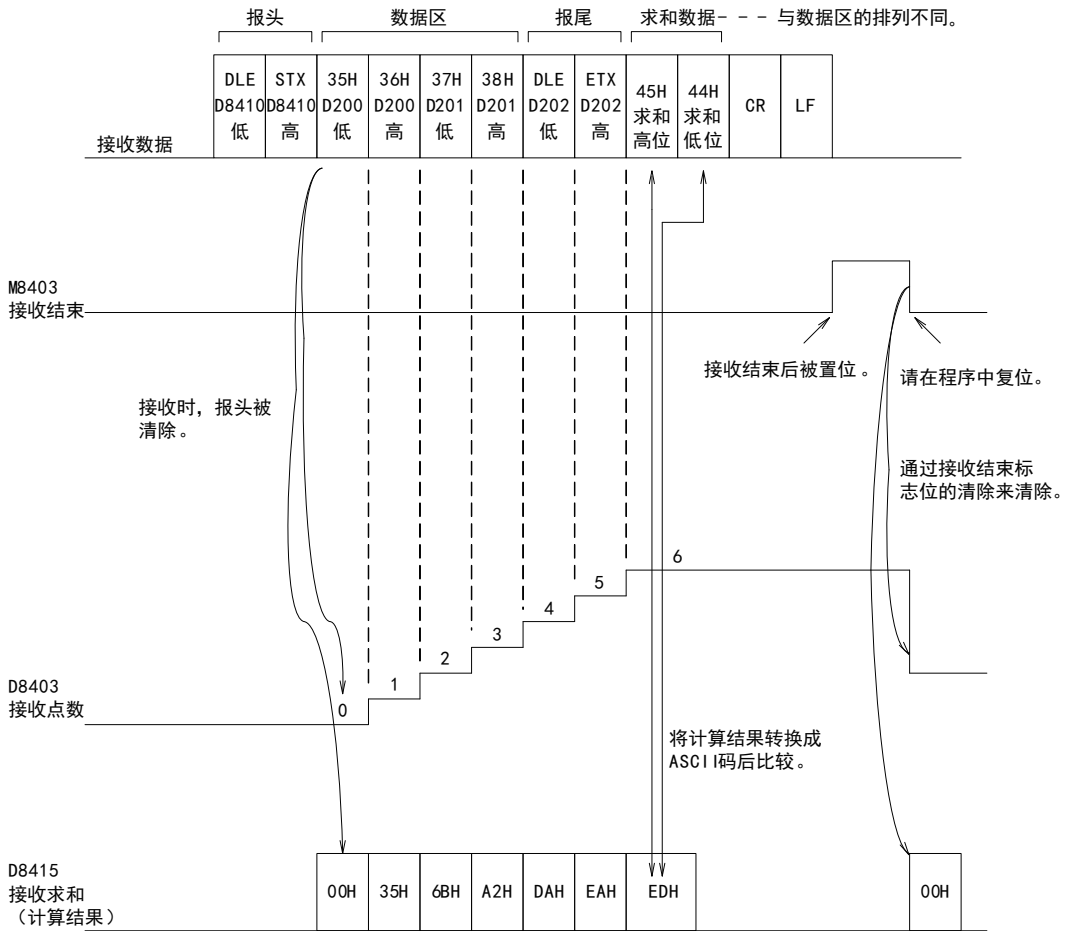 报头 数据区 报尾 求和数据- - - 与数据区的排列不同。
DLE STX 35H 36H 37H 38H DLE ETX 45H 44H CR LF
D8410 D8410 D200 D200 D201 D201 D202 D202 求和 求和
低 高 低 高 低 高 低 高 高位 低位
接收数据
M8403
接收结束
接收结束后被置位。
请在程序中复位。
接收时,报头被
清除。
通过接收结束标
志位的清除来清除。
6
5
4
3
2
1
0
D8403
接收点数
将计算结果转换成
ASCII码后比较。
D8415
接收求和
(计算结果)
00H 35H 6BH A2H DAH EAH EDH 00H